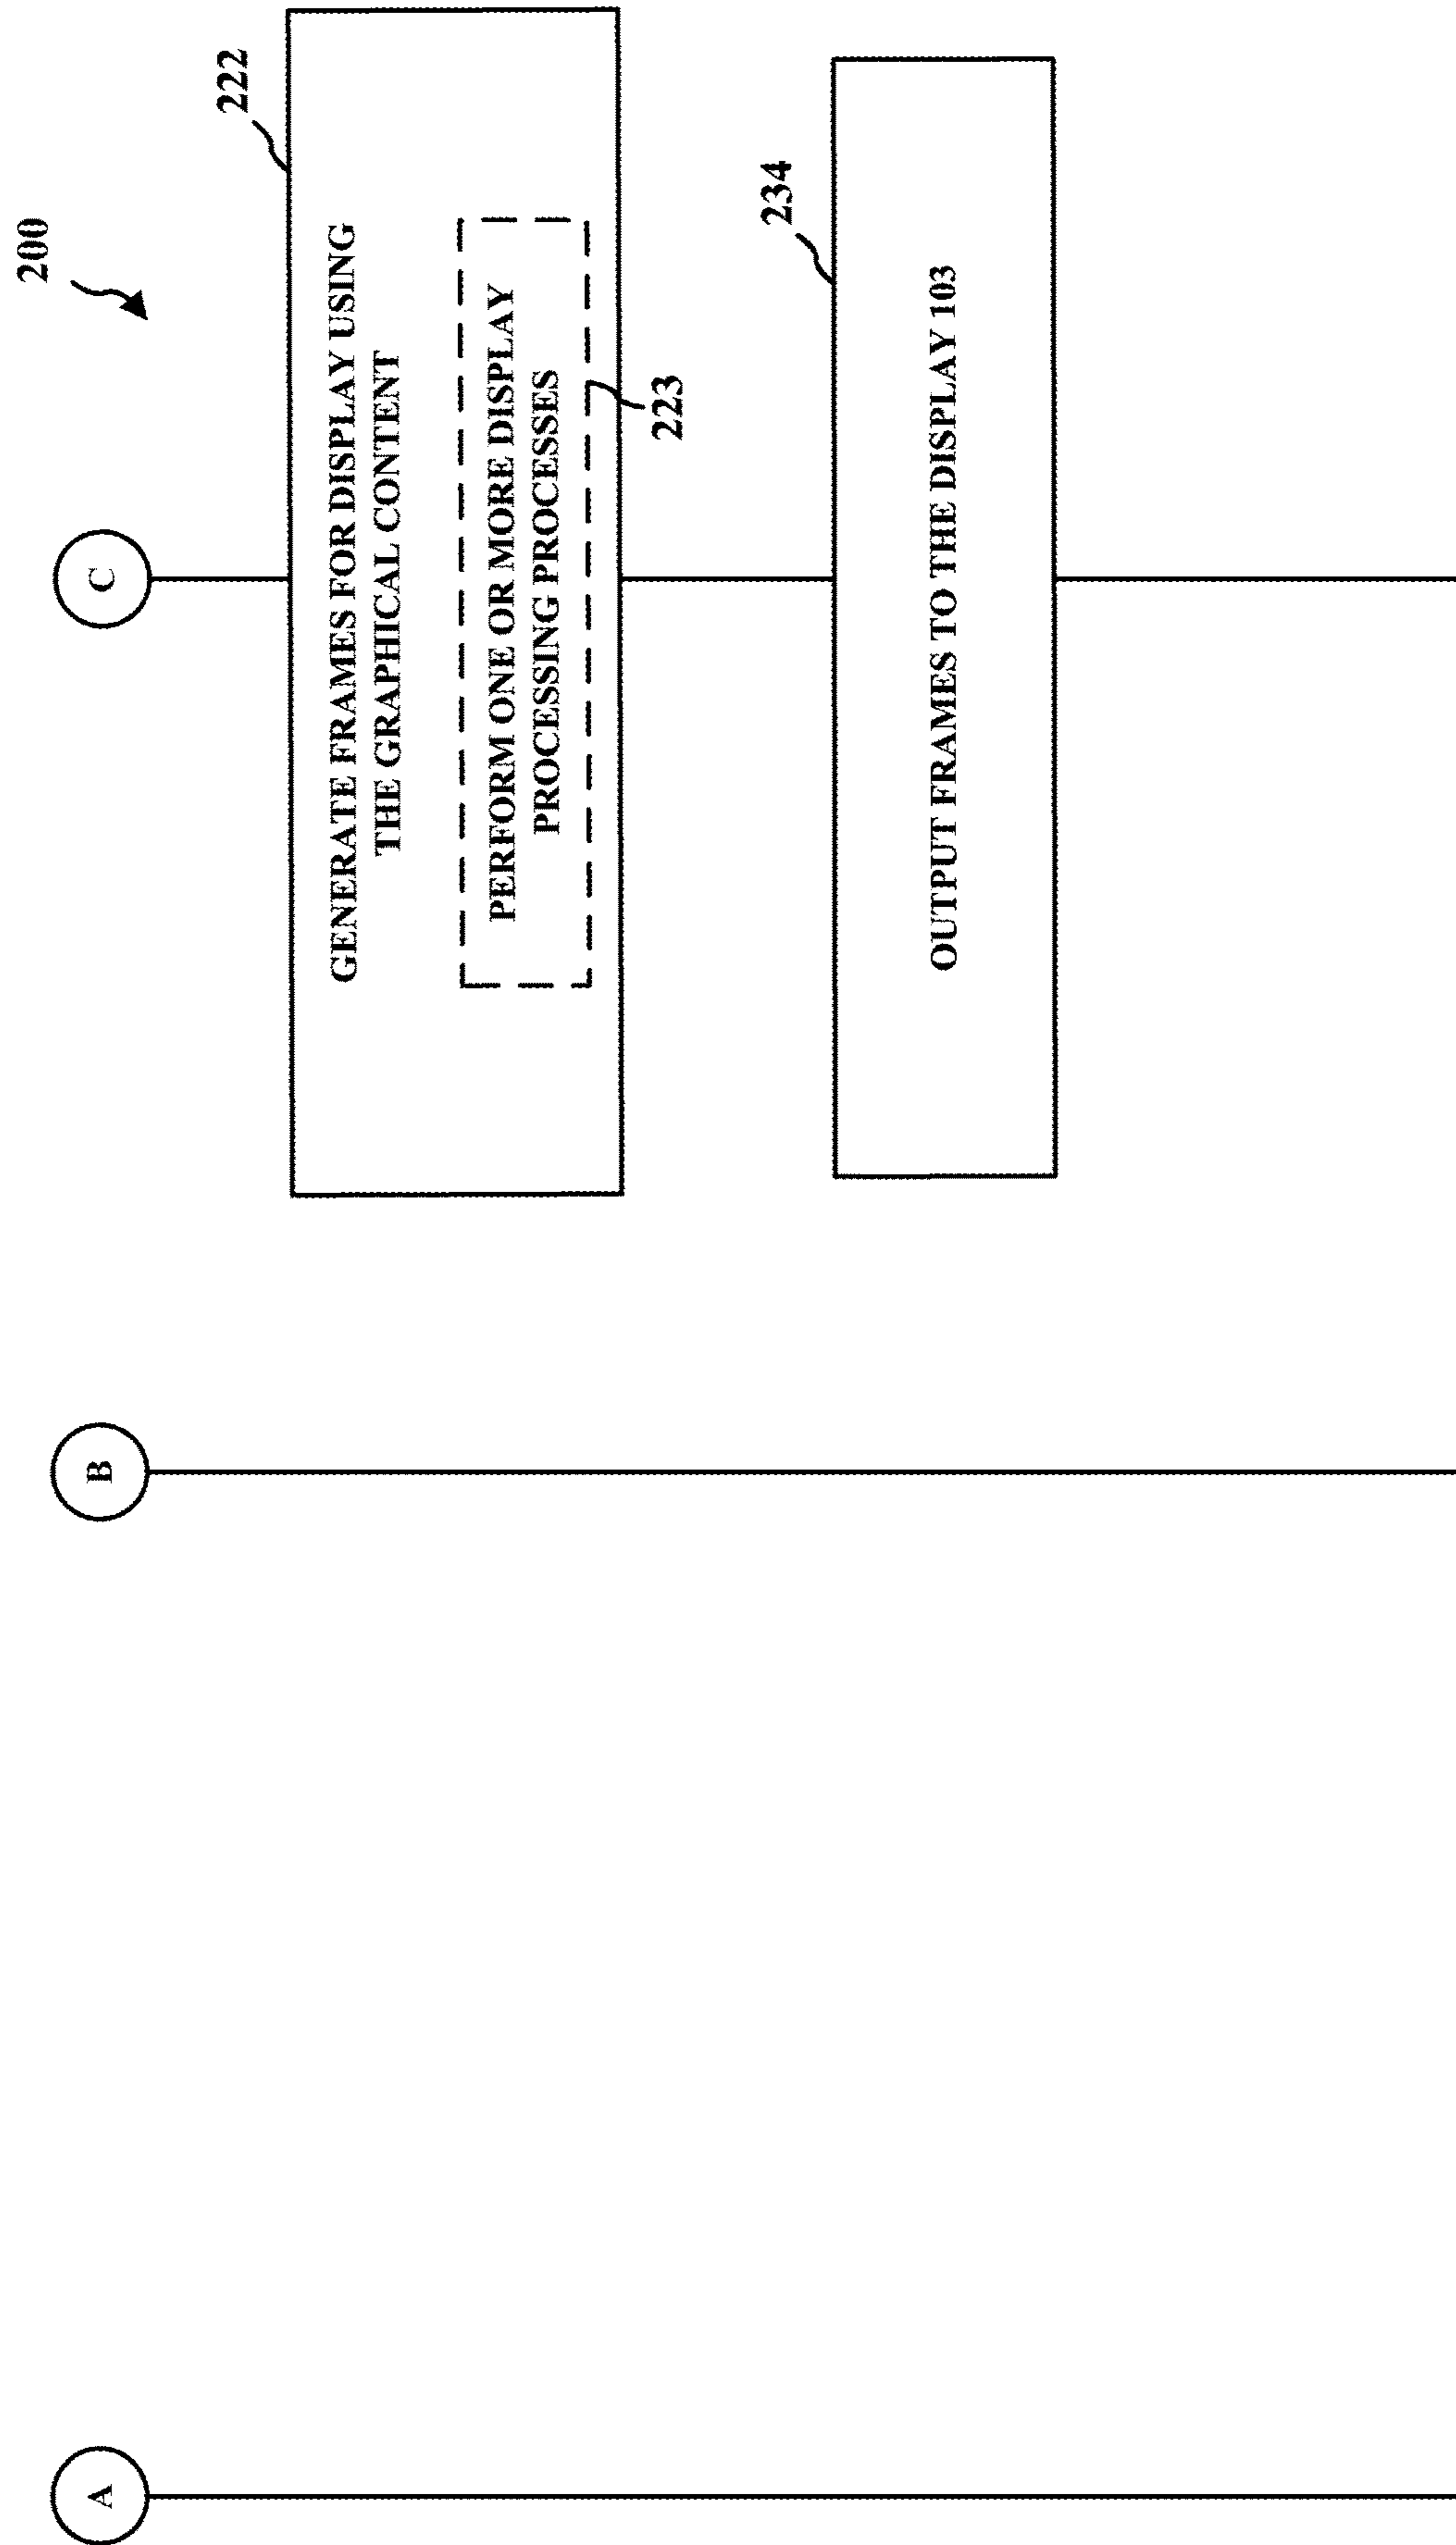 200
A
B
C
222
GENERATE FRAMES FOR DISPLAY USING
THE GRAPHICAL CONTENT
PERFORM ONE OR MORE DISPLAY
PROCESSING PROCESSES
223
234
OUTPUT FRAMES TO THE DISPLAY 103